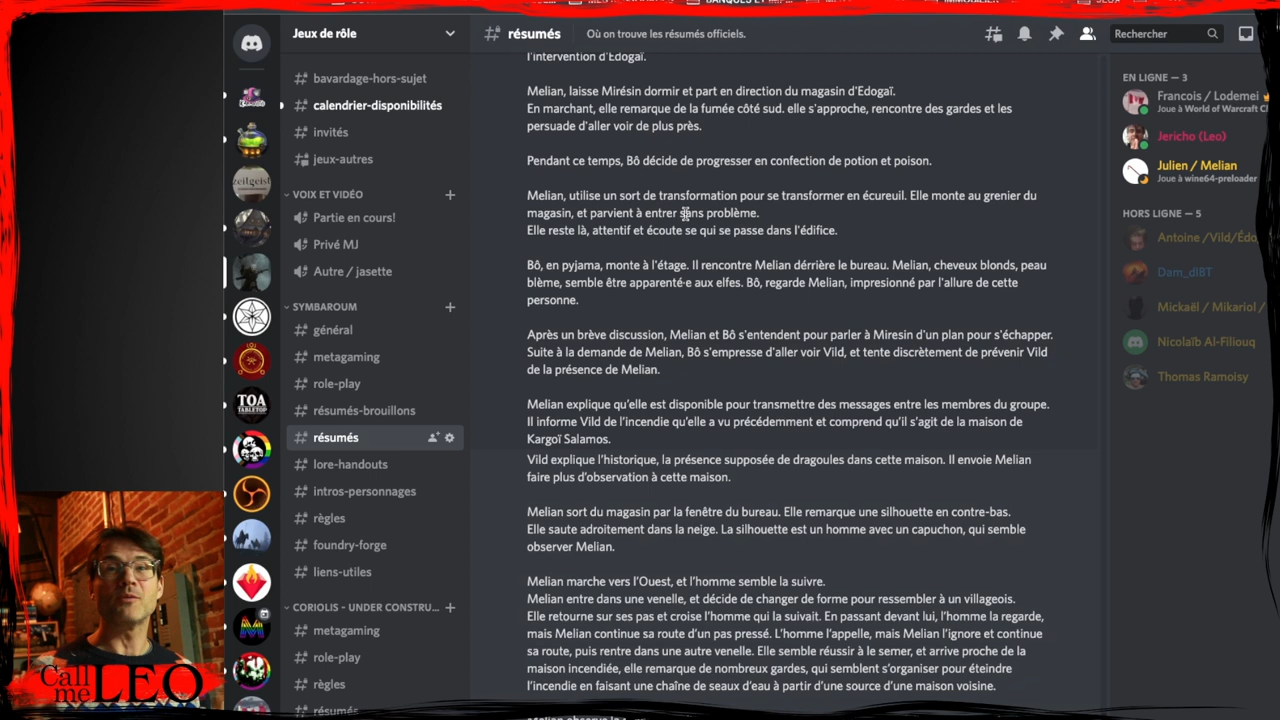 Jeux de rôle
résumés
Où on trouve les résumés officiels.
Rechercher
bavardage-hors-sujet
calendrier-disponibilités
invités
jeux-autres
VOIX ET VIDÉO
Partie en cours!
Privé MJ
Autre / jasette
SYMBAROUM
général
metagaming
role-play
résumés-brouillons
résumés
lore-handouts
intros-personnages
règles
foundry-forge
liens-utiles
CORIOLIS - UNDER CONSTRU...
metagaming
role-play
règles
résumés
zeitgeist
TOA
TABLETOP
l'intervention d'Edogaï.
Melian, laisse Mirésin dormir et part en direction du magasin d'Edogaï.
En marchant, elle remarque de la fumée côté sud. elle s'approche, rencontre des gardes et les
persuade d'aller voir de plus près.
Pendant ce temps, Bô décide de progresser en confection de potion et poison.
Melian, utilise un sort de transformation pour se transformer en écureuil. Elle monte au grenier du
magasin, et parvient à entrer sans problème.
Elle reste là, attentif et écoute se qui se passe dans l'édifice.
Bô, en pyjama, monte à l'étage. Il rencontre Melian dérrière le bureau. Melian, cheveux blonds, peau
blème, semble être apparenté·e aux elfes. Bô, regarde Melian, impresionné par l'allure de cette
personne.
Après un brève discussion, Melian et Bô s'entendent pour parler à Miresin d'un plan pour s'échapper.
Suite à la demande de Melian, Bô s'empresse d'aller voir Vild, et tente discrètement de prévenir Vild
de la présence de Melian.
Melian explique qu'elle est disponible pour transmettre des messages entre les membres du groupe.
Il informe Vild de l'incendie qu'elle a vu précédemment et comprend qu'il s'agit de la maison de
Kargoï Salamos.
Vild explique l'historique, la présence supposée de dragoules dans cette maison. Il envoie Melian
faire plus d'observation à cette maison.
Melian sort du magasin par la fenêtre du bureau. Elle remarque une silhouette en contre-bas.
Elle saute adroitement dans la neige. La silhouette est un homme avec un capuchon, qui semble
observer Melian.
Melian marche vers l'Ouest, et l'homme semble la suivre.
Melian entre dans une venelle, et décide de changer de forme pour ressembler à un villageois.
Elle retourne sur ses pas et croise l'homme qui la suivait. En passant devant lui, l'homme la regarde,
mais Melian continue sa route d'un pas pressé. L'homme l'appelle, mais Melian l'ignore et continue
sa route, puis rentre dans une autre venelle. Elle semble réussir à le semer, et arrive proche de la
maison incendiée, elle remarque de nombreux gardes, qui semblent s'organiser pour éteindre
l'incendie en faisant une chaîne de seaux d'eau à partir d'une source d'une maison voisine.
EN LIGNE — 3
Francois / Lodemei
Joue à World of Warcraft Cl
Jericho (Leo)
Julien / Melian
Joue à wine64-preloader
HORS LIGNE — 5
Antoine /Vild/Édo
Dam_dlBT
Mickaël / Mikariol /
Nicolaïb Al-Filiouq
Thomas Ramoisy
Call
me LEO